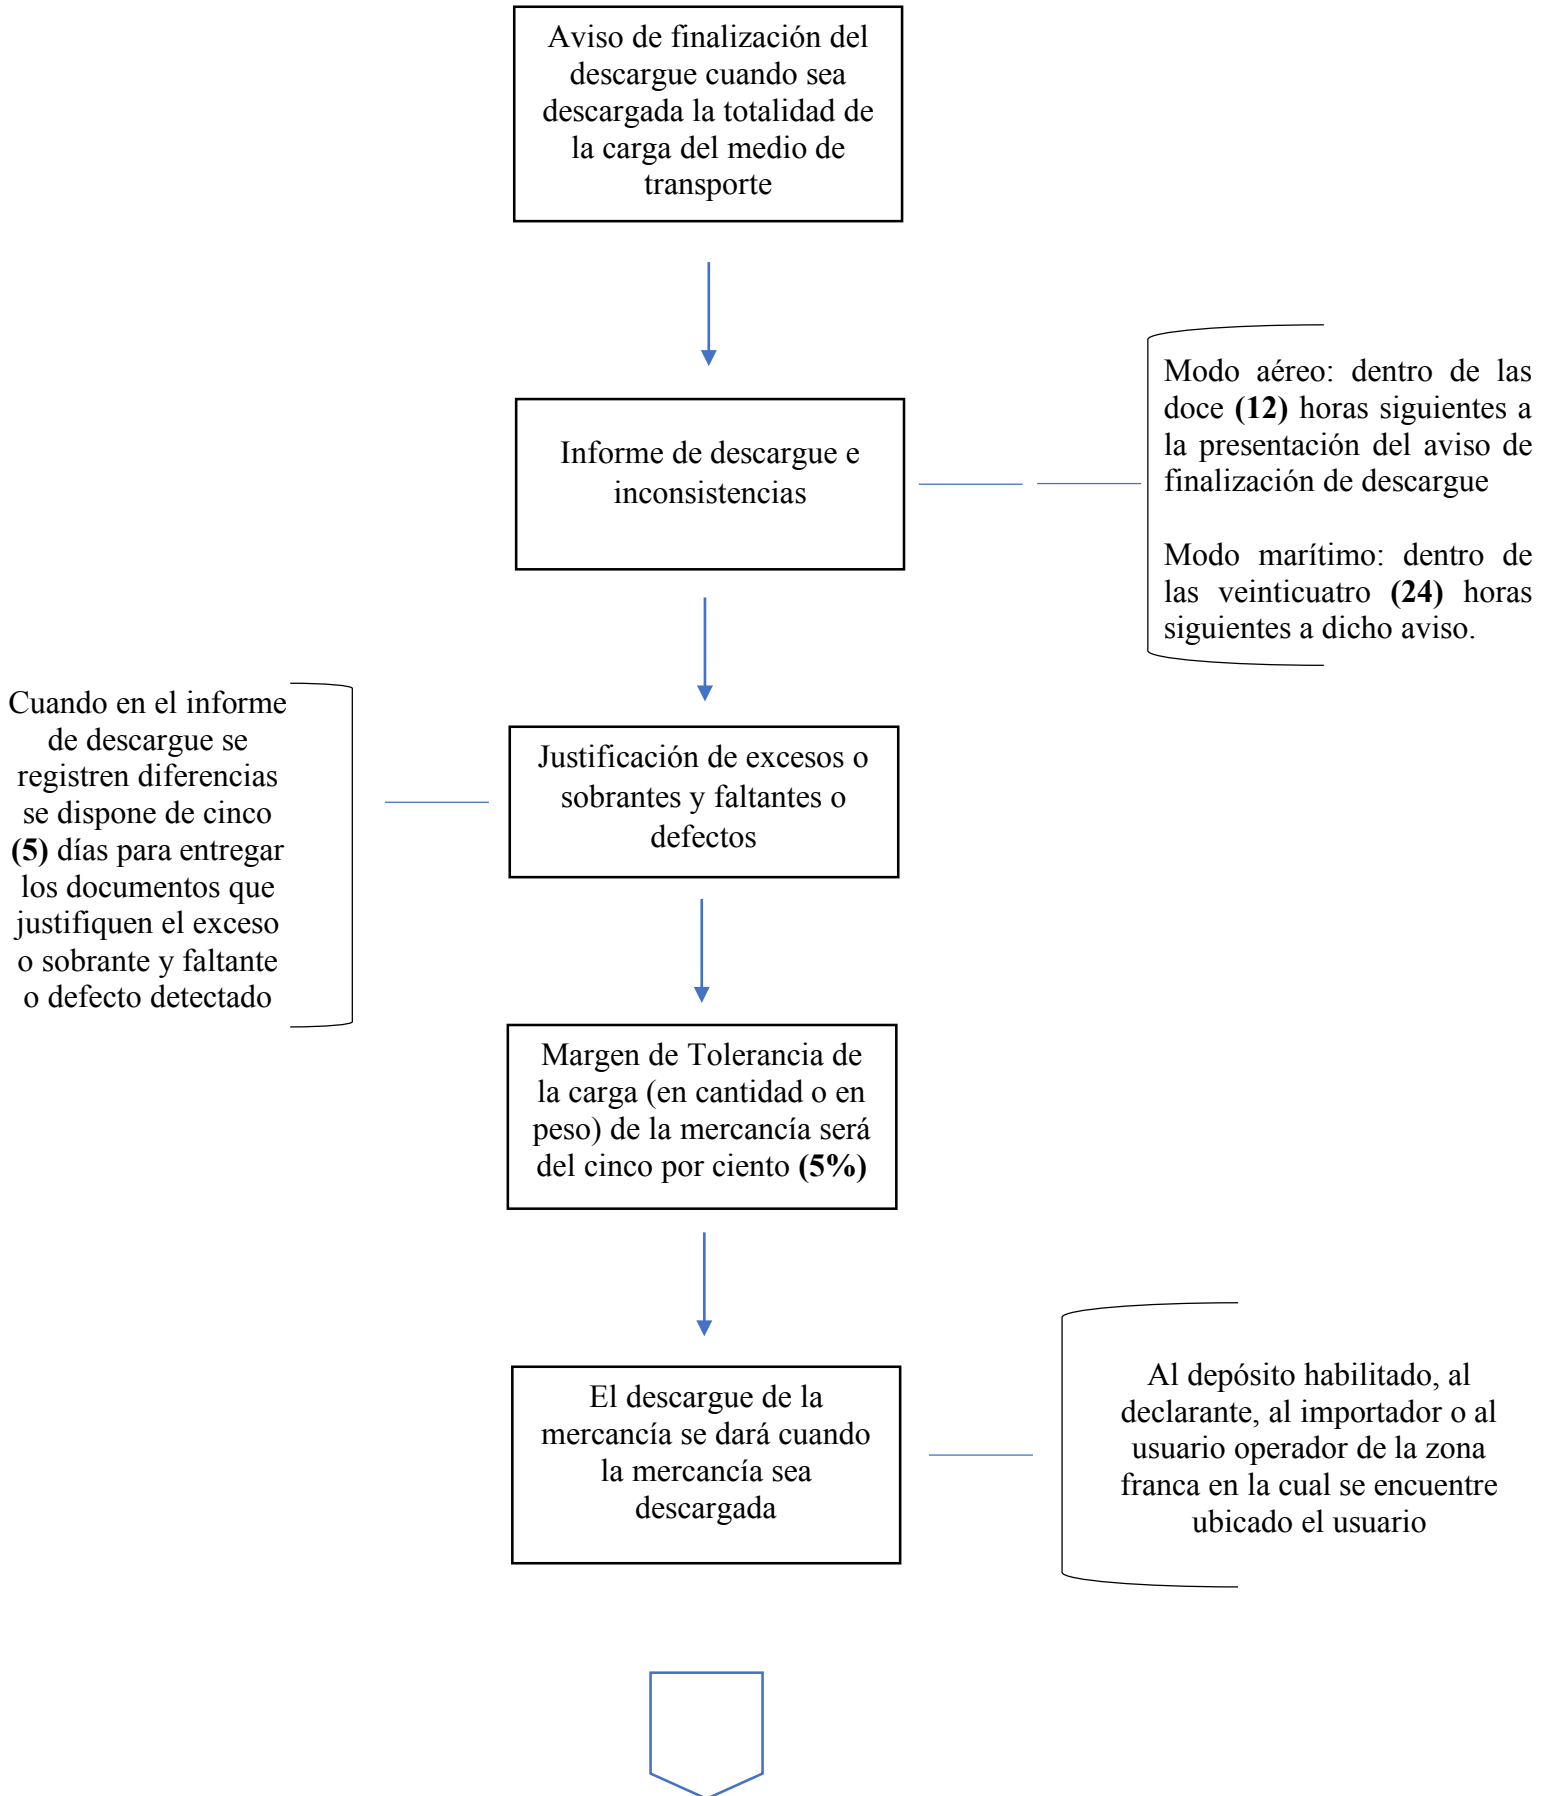 Aviso de finalización del
descargue cuando sea
descargada la totalidad de
la carga del medio de
transporte
Informe de descargue e
inconsistencias
Modo aéreo: dentro de las
doce (12) horas siguientes a
la presentación del aviso de
finalización de descargue
Modo marítimo: dentro de
las veinticuatro (24) horas
siguientes a dicho aviso.
Cuando en el informe
de descargue se
registren diferencias
se dispone de cinco
(5) días para entregar
los documentos que
justifiquen el exceso
o sobrante y faltante
o defecto detectado
Justificación de excesos o
sobrantes y faltantes o
defectos
Margen de Tolerancia de
la carga (en cantidad o en
peso) de la mercancía será
del cinco por ciento (5%)
El descargue de la
mercancía se dará cuando
la mercancía sea
descargada
Al depósito habilitado, al
declarante, al importador o al
usuario operador de la zona
franca en la cual se encuentre
ubicado el usuario